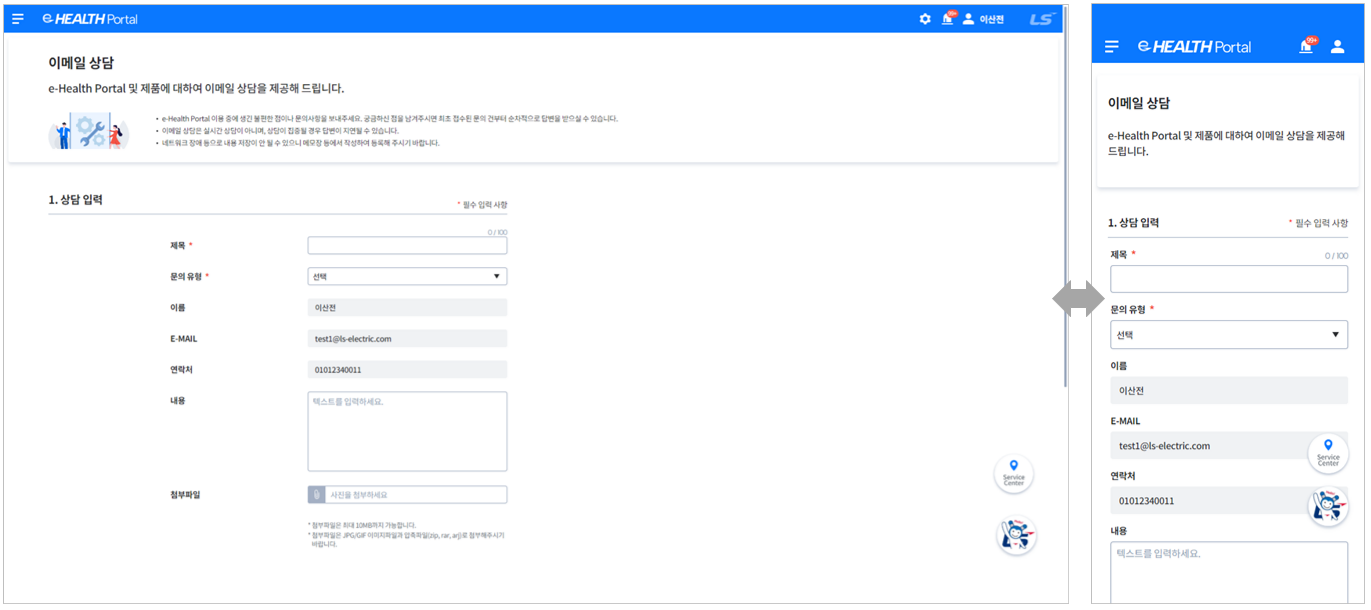 e-HEALTH Portal
99+
이산전
LS
이메일 상담
e-Health Portal 및 제품에 대하여 이메일 상담을 제공해 드립니다.
• e-Health Portal 이용 중에 생긴 불편한 점이나 문의사항을 보내주세요. 궁금하신 점을 남겨주시면 최초 접수된 문의 건부터 순차적으로 답변을 받으실 수 있습니다.
• 이메일 상담은 실시간 상담이 아니며, 상담이 집중될 경우 답변이 지연될 수 있습니다.
• 네트워크 장애 등으로 내용 저장이 안 될 수 있으니 메모장 등에서 작성하여 등록해 주시기 바랍니다.
1. 상담 입력
* 필수 입력 사항
0 / 100
제목 *
문의 유형 *
선택 ▼
이름
이산전
E-MAIL
test1@ls-electric.com
연락처
01012340011
내용
텍스트를 입력하세요.
첨부파일
사진을 첨부하세요
* 첨부파일은 최대 10MB까지 가능합니다.
* 첨부파일은 JPG/GIF 이미지파일과 압축파일(zip, rar, arj)로 첨부해주시기
바랍니다.
Service
Center
e-HEALTH Portal
99+
이메일 상담
e-Health Portal 및 제품에 대하여 이메일 상담을 제공해
드립니다.
1. 상담 입력
* 필수 입력 사항
제목 *
0 / 100
문의 유형 *
선택 ▼
이름
이산전
E-MAIL
test1@ls-electric.com
Service
Center
연락처
01012340011
내용
텍스트를 입력하세요.